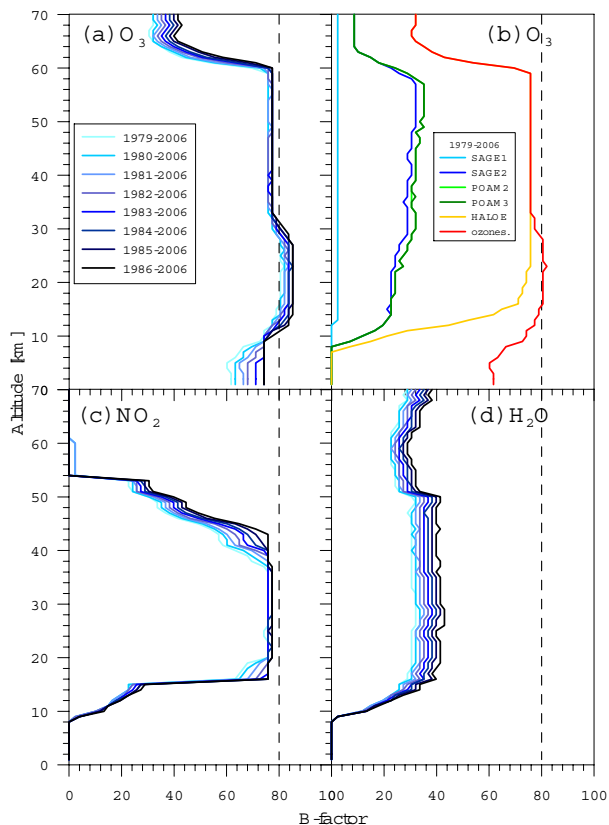 (a)O3
(b)O3
70
60
50
40
30
20
10
1979-2006
1980-2006
1981-2006
1982-2006
1983-2006
1984-2006
1985-2006
1986-2006
1979-2006
SAGE1
SAGE2
POAM2
POAM3
HALOE
ozones.
Altitude [km]
(c)NO2
(d)H2O
70
60
50
40
30
20
10
0
0 20 40 60 80 100
0 20 40 60 80 100
B-factor